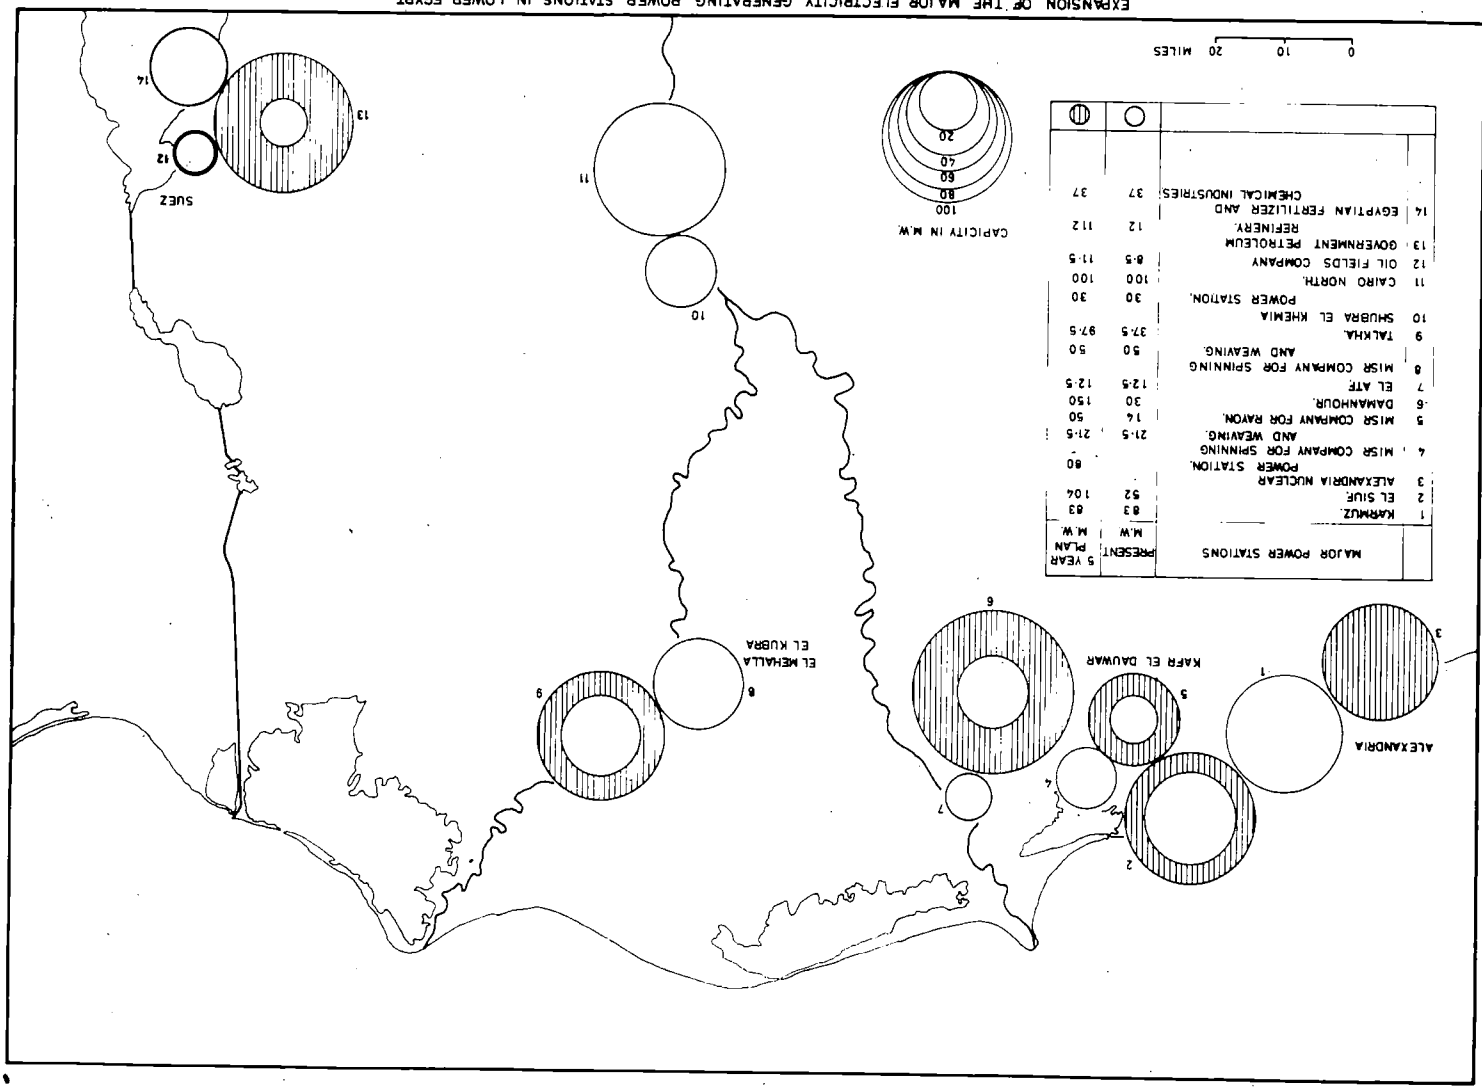 ALEXANDRIA
3
1
2
KAFR EL DAUWAR
5
4
6
7
EL MEHALLA
EL KUBRA
8
9
MAJOR POWER STATIONS PRESENT M.W. 5 YEAR PLAN M.W.
1 KARMUZ. 83 83
2 EL SIUF. 52 104
3 ALEXANDRIA NUCLEAR
POWER STATION. 80
4 MISR COMPANY FOR SPINNING
AND WEAVING. 21·5 21·5
5 MISR COMPANY FOR RAYON. 14 50
6 DAMANHOUR. 30 150
7 EL ATF. 12·5 12·5
8 MISR COMPANY FOR SPINNING
AND WEAVING. 50 50
9 TALKHA. 37·5 97·5
10 SHUBRA EL KHEMIA
POWER STATION. 30 30
11 CAIRO NORTH. 100 100
12 OIL FIELDS COMPANY 8·5 11·5
13 GOVERNMENT PETROLEUM
REFINERY. 12 112
14 EGYPTIAN FERTILIZER AND
CHEMICAL INDUSTRIES 37 37
CAPICITY IN M.W.
100
80
60
40
20
10
11
SUEZ
12
13
14
0 10 20 MILES
EXPANSION OF THE MAJOR ELECTRICITY GENERATING POWER STATIONS IN LOWER EGYPT